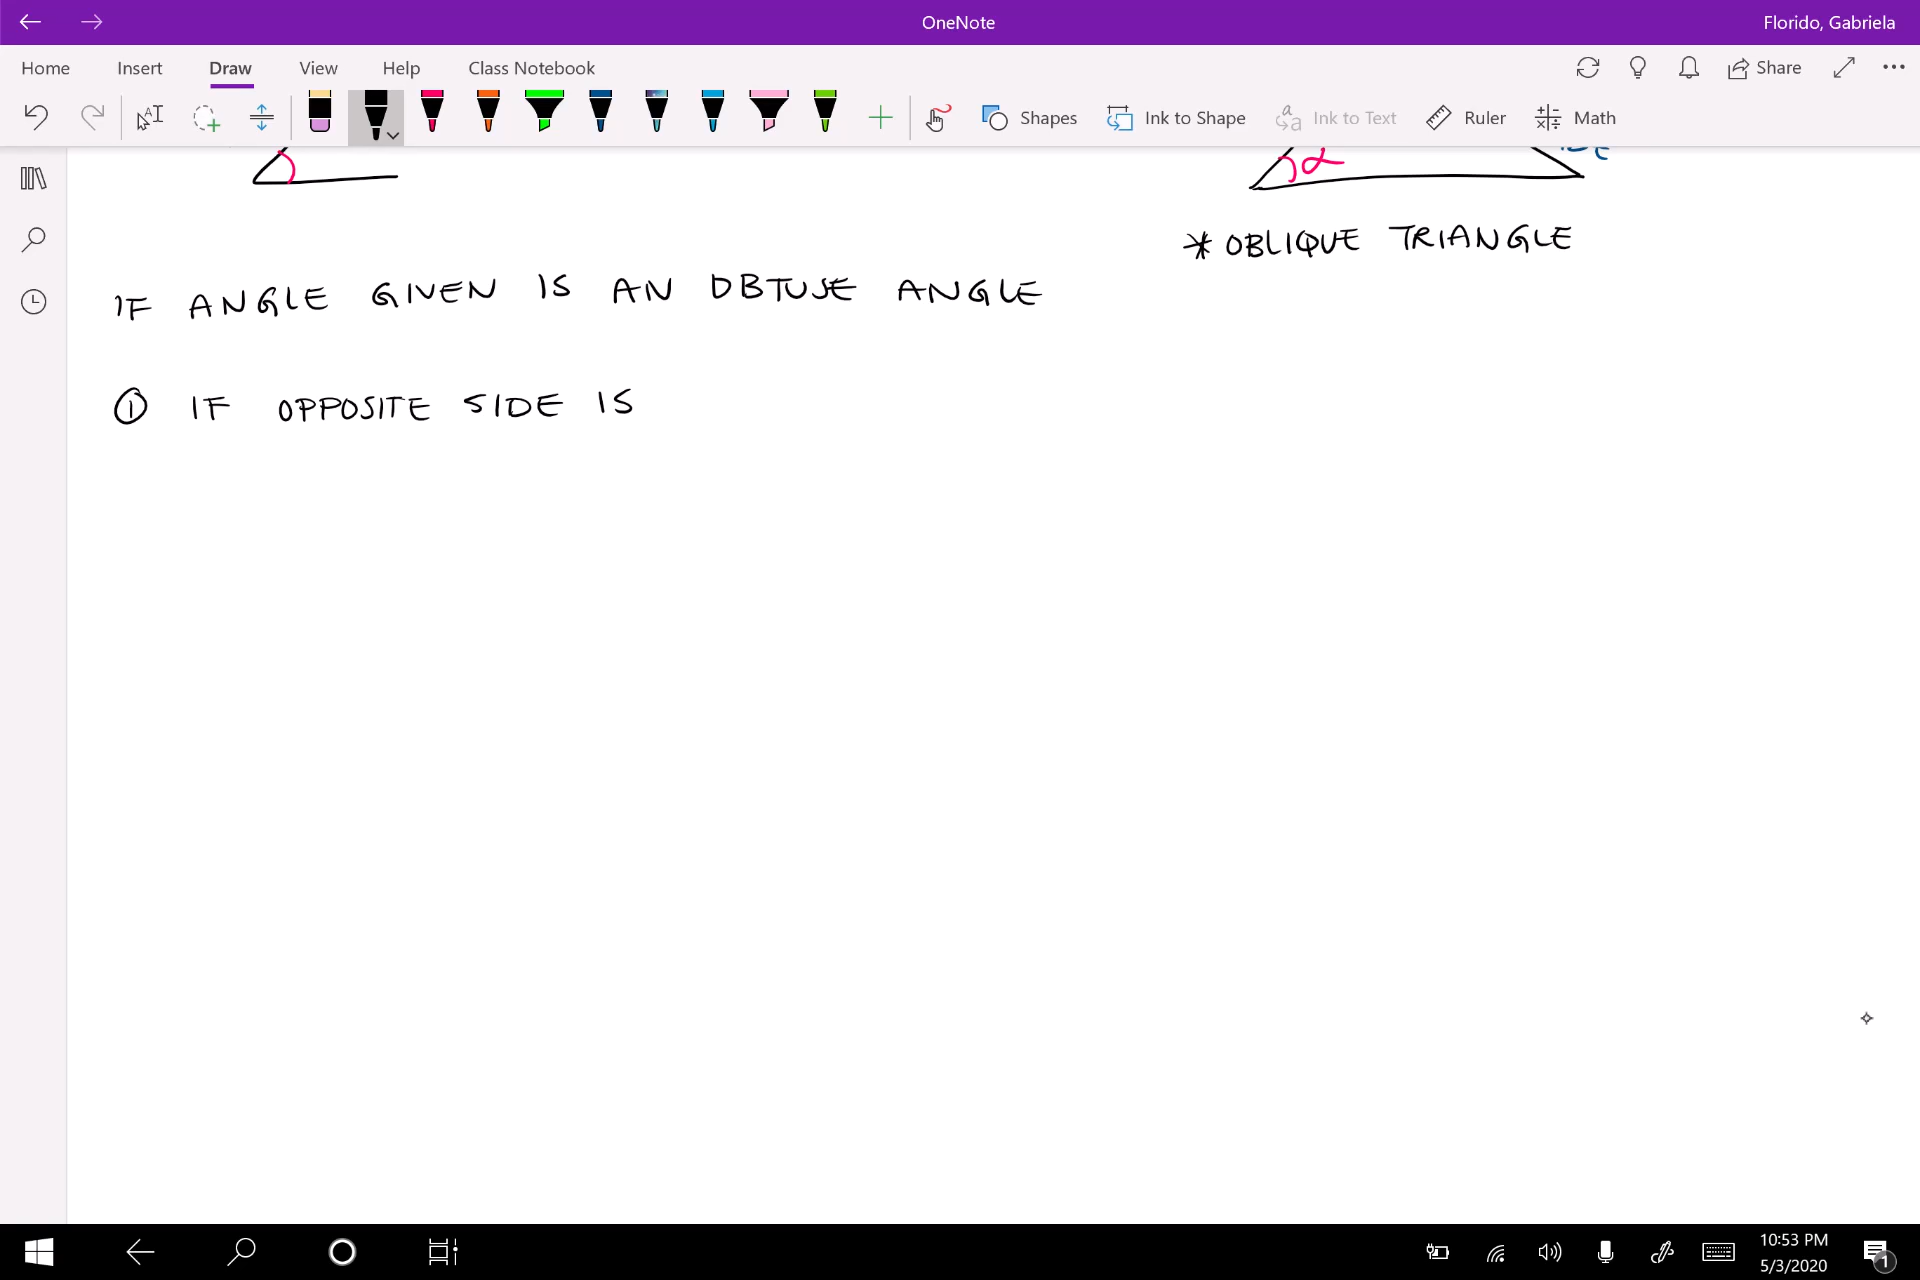 OneNote
Florido, Gabriela
Home Insert Draw View Help Class Notebook
Share
Shapes Ink to Shape Ink to Text Ruler Math
α
* OBLIQUE TRIANGLE
IF ANGLE GIVEN IS AN OBTUSE ANGLE
① IF OPPOSITE SIDE IS
10:53 PM
5/3/2020
1